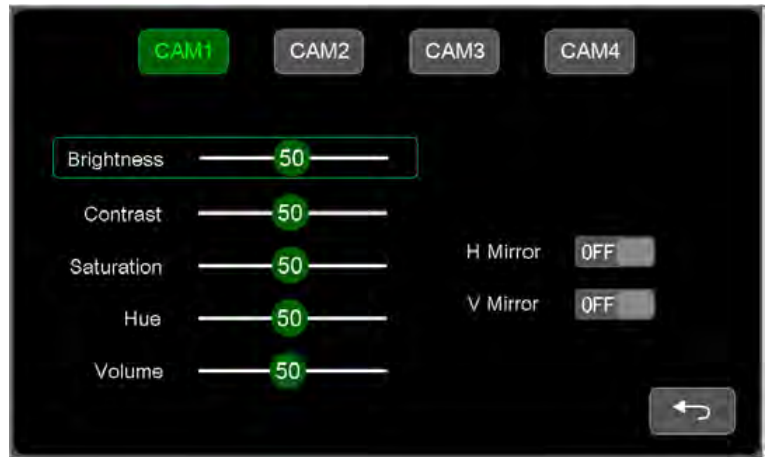 CAM1 CAM2 CAM3 CAM4
Brightness 50
Contrast 50
Saturation 50
H Mirror OFF
Hue 50
V Mirror OFF
Volume 50